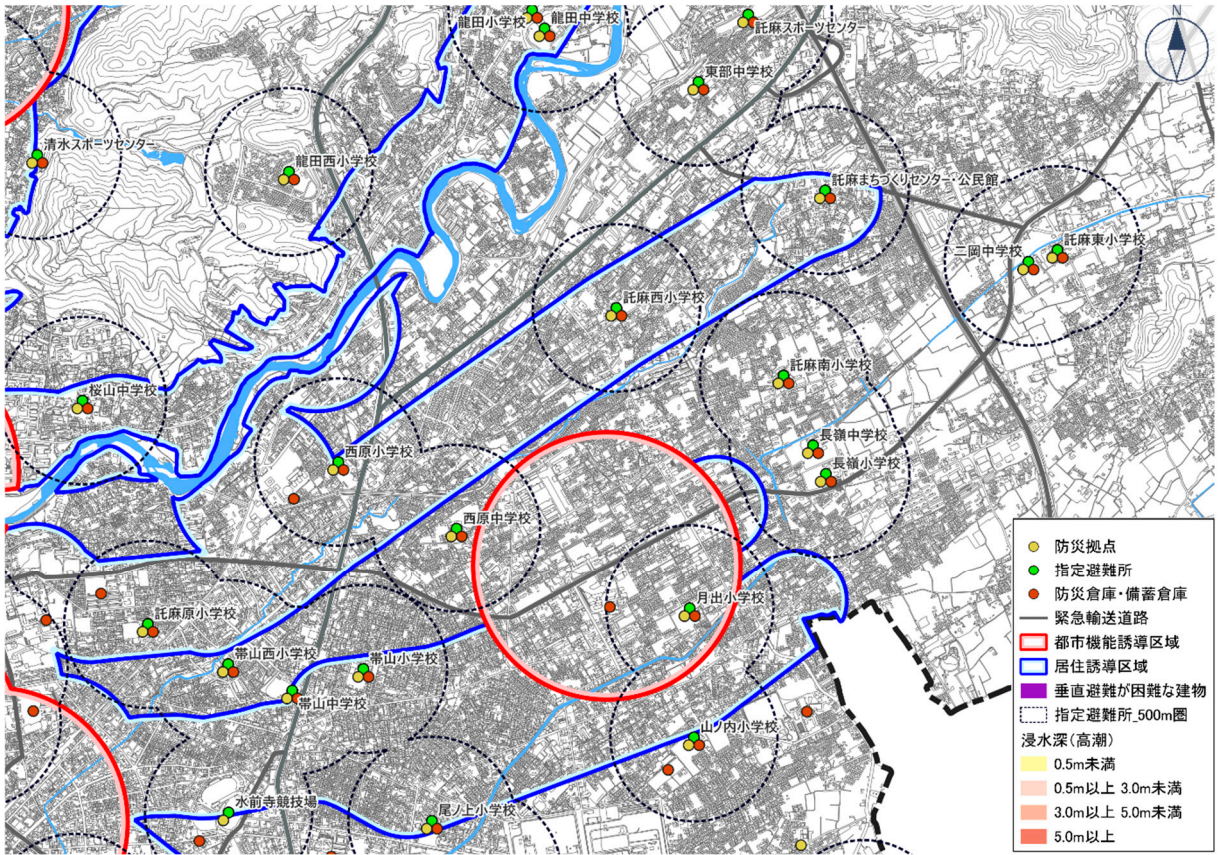 龍田小学校
龍田中学校
N
託麻スポーツセンター
東部中学校
清水スポーツセンター
龍田西小学校
託麻まちづくりセンター・公民館
二岡中学校
託麻東小学校
託麻西小学校
託麻南小学校
桜山中学校
長嶺中学校
西原小学校
長嶺小学校
西原中学校
月出小学校
託麻原小学校
帯山西小学校
帯山小学校
帯山中学校
山ノ内小学校
水前寺競技場
尾ノ上小学校
防災拠点
指定避難所
防災倉庫・備蓄倉庫
緊急輸送道路
都市機能誘導区域
居住誘導区域
垂直避難が困難な建物
指定避難所_500m圏
浸水深(高潮)
0.5m未満
0.5m以上 3.0m未満
3.0m以上 5.0m未満
5.0m以上